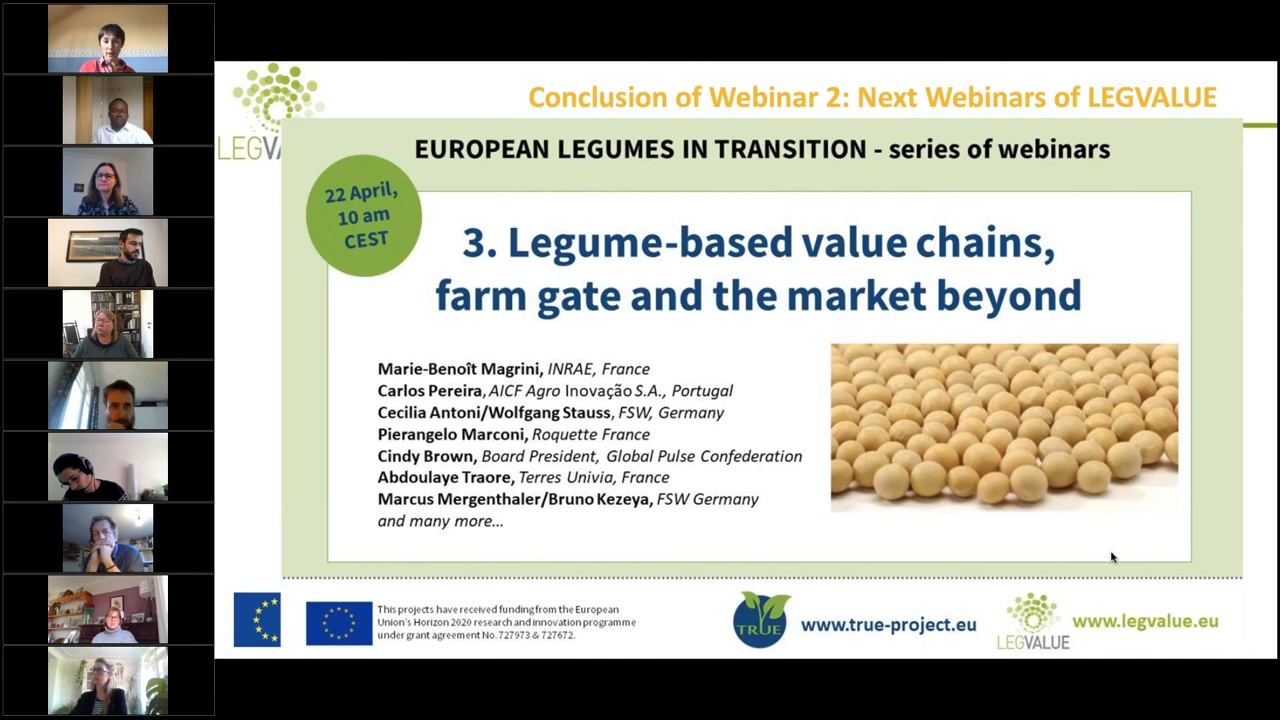 Conclusion of Webinar 2: Next Webinars of LEGVALUE
LEGVA
EUROPEAN LEGUMES IN TRANSITION - series of webinars
22 April,
10 am
CEST
3. Legume-based value chains,
farm gate and the market beyond
Marie-Benoît Magrini, INRAE, France
Carlos Pereira, AICF Agro Inovação S.A., Portugal
Cecilia Antoni/Wolfgang Stauss, FSW, Germany
Pierangelo Marconi, Roquette France
Cindy Brown, Board President, Global Pulse Confederation
Abdoulaye Traore, Terres Univia, France
Marcus Mergenthaler/Bruno Kezeya, FSW Germany
and many more...
This projects have received funding from the European
Union's Horizon 2020 research and innovation programme
under grant agreement No. 727973 & 727672.
TRUE
www.true-project.eu
LEGVALUE
www.legvalue.eu